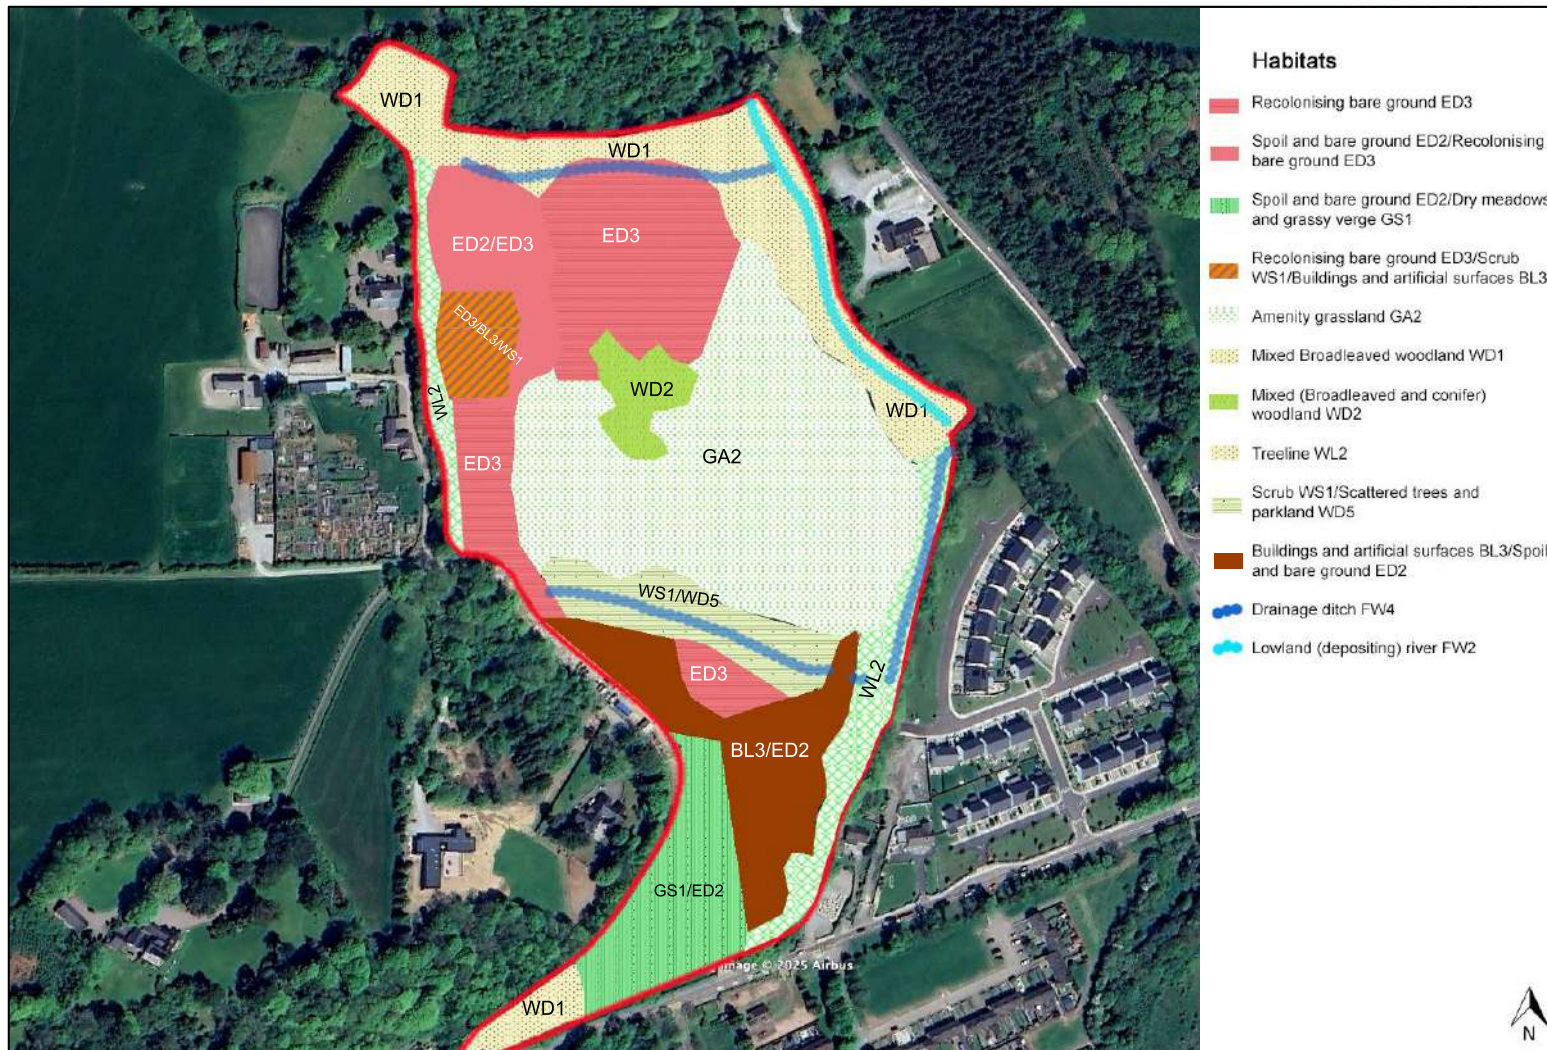 WD1
WD1
ED2/ED3
ED3
ED3/BL3/WS1
WL2
WD2
WD1
GA2
ED3
WS1/WD5
ED3
WL2
BL3/ED2
GS1/ED2
WD1
Image © 2025 Airbus
Habitats
Recolonising bare ground ED3
Spoil and bare ground ED2/Recolonising
bare ground ED3
Spoil and bare ground ED2/Dry meadows
and grassy verge GS1
Recolonising bare ground ED3/Scrub
WS1/Buildings and artificial surfaces BL3
Amenity grassland GA2
Mixed Broadleaved woodland WD1
Mixed (Broadleaved and conifer)
woodland WD2
Treeline WL2
Scrub WS1/Scattered trees and
parkland WD5
Buildings and artificial surfaces BL3/Spoil
and bare ground ED2
Drainage ditch FW4
Lowland (depositing) river FW2
N